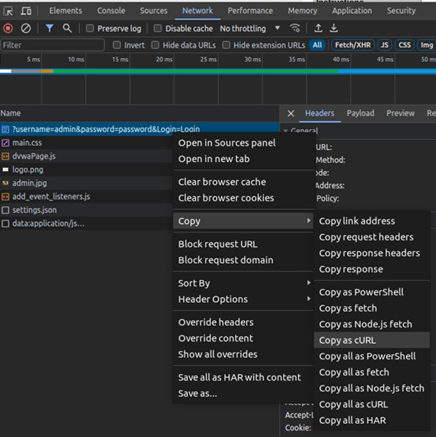 Elements Console Sources Network Performance Memory Application Security
Preserve log Disable cache No throttling
Filter Invert Hide data URLs Hide extension URLs All Fetch/XHR JS CSS Img
5 ms 10 ms 15 ms 20 ms 25 ms 30 ms 35 ms 40 ms 45 ms 50
Name
Headers Payload Preview Re
?username=admin&password=password&Login=Login
General
main.css
dvwaPage.js
logo.png
admin.jpg
add_event_listeners.js
settings.json
data:application/js...
URL:
Method:
ode:
Address:
Policy:
Open in Sources panel
Open in new tab
Clear browser cache
Clear browser cookies
Copy
Block request URL
Block request domain
Sort By
Header Options
Override headers
Override content
Show all overrides
Save all as HAR with content
Save as...
Copy link address
Copy request headers
Copy response headers
Copy response
Copy as PowerShell
Copy as fetch
Copy as Node.js fetch
Copy as cURL
Copy all as PowerShell
Copy all as fetch
Copy all as Node.js fetch
Copy all as cURL
Copy all as HAR
Accept-L
Cookie: